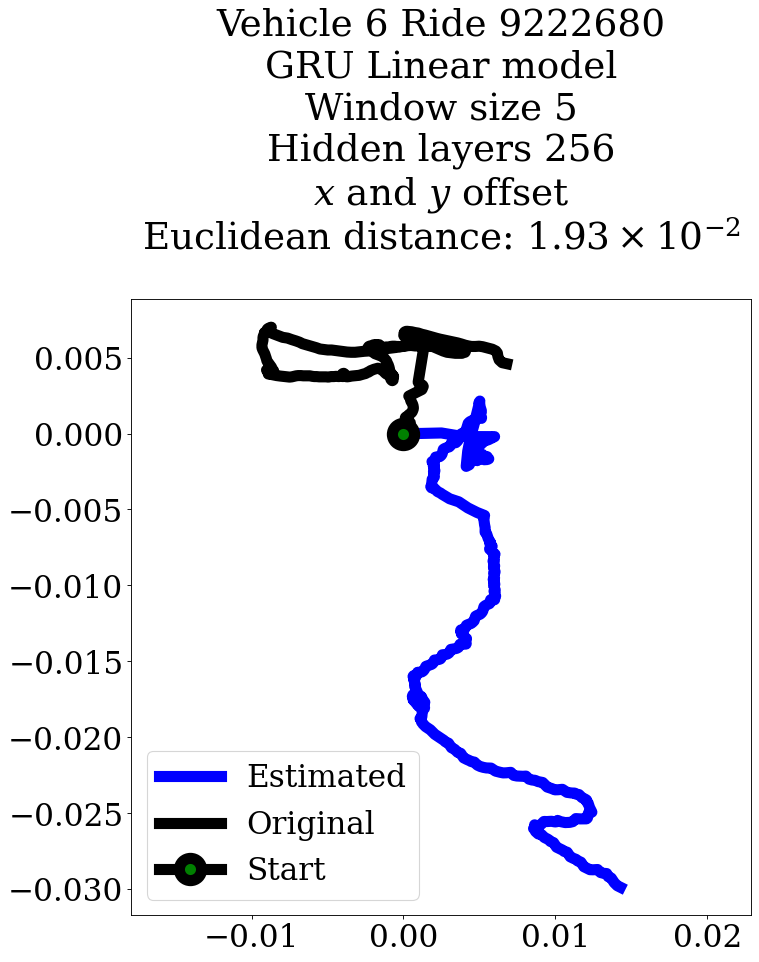 Vehicle 6 Ride 9222680
GRU Linear model
Window size 5
Hidden layers 256
x and y offset
Euclidean distance: 1.93 × 10⁻²
0.005
0.000
−0.005
−0.010
−0.015
−0.020
−0.025
−0.030
Estimated
Original
Start
−0.01 0.00 0.01 0.02